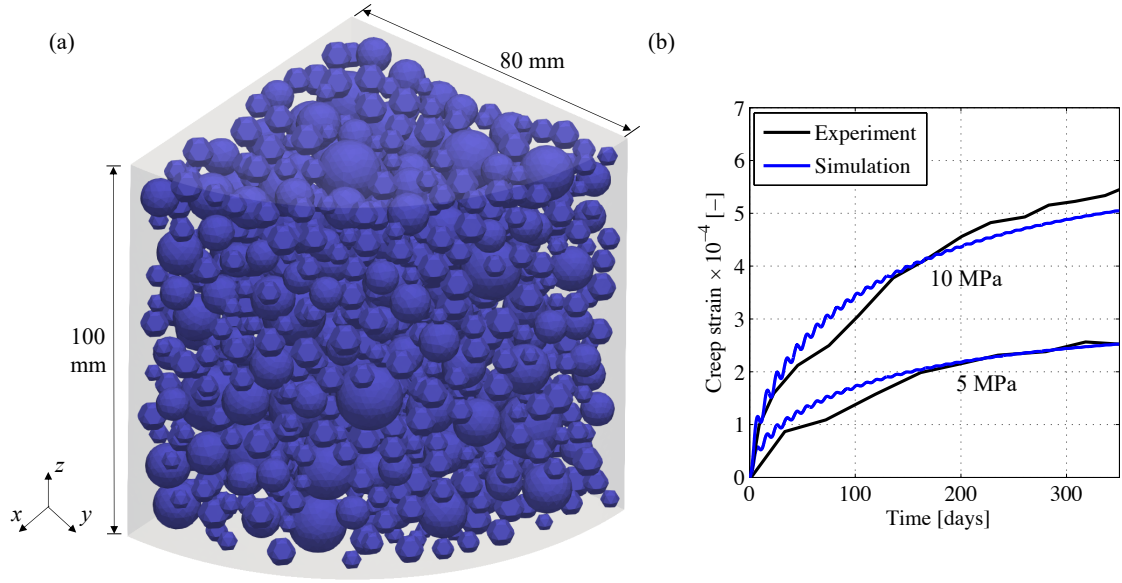 (a)
80 mm
100
mm
z
x
y
(b)
7
6
5
4
3
2
1
0
Creep strain × 10⁻⁴ [−]
Experiment
Simulation
10 MPa
5 MPa
0
100
200
300
Time [days]